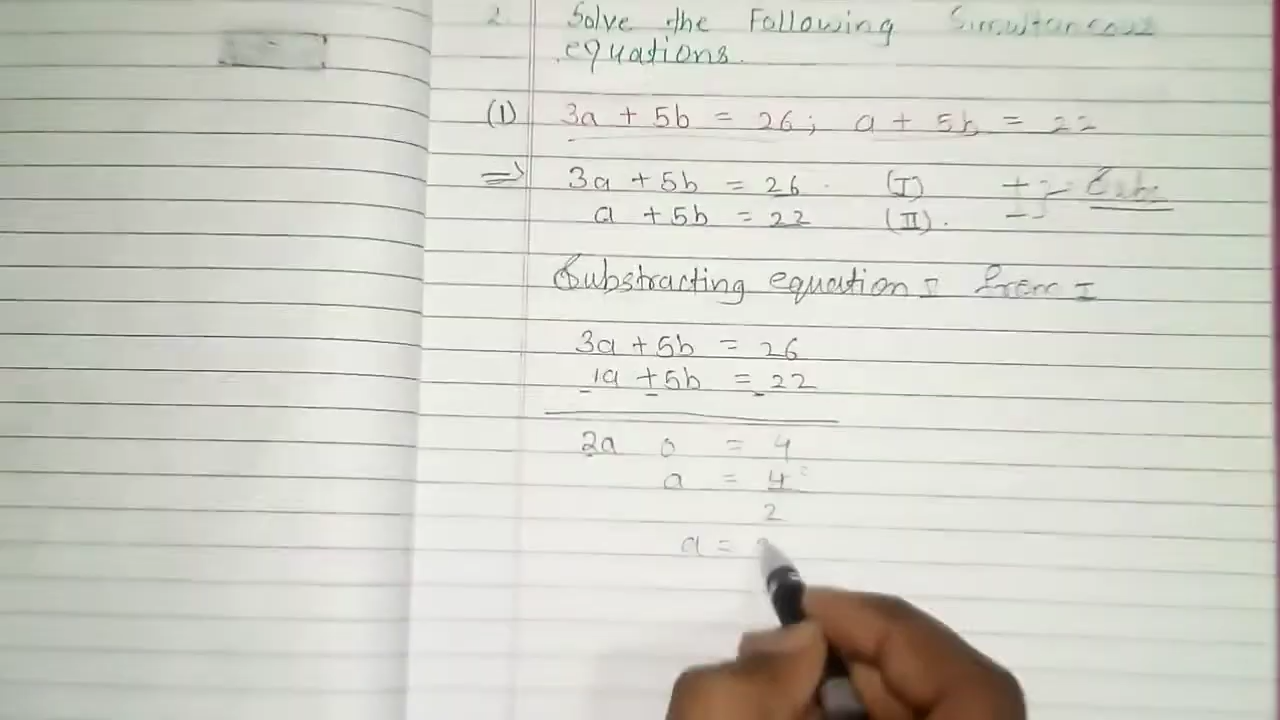 2 Solve the Following Simultaneous
equations.
(1) 3a + 5b = 26; a + 5b = 22
⇒ 3a + 5b = 26 (I) + :-
a + 5b = 22 (II).
Substracting equation I from I
3a + 5b = 26
1a + 5b = 22
2a 0 = 4
a = 4
2
a =